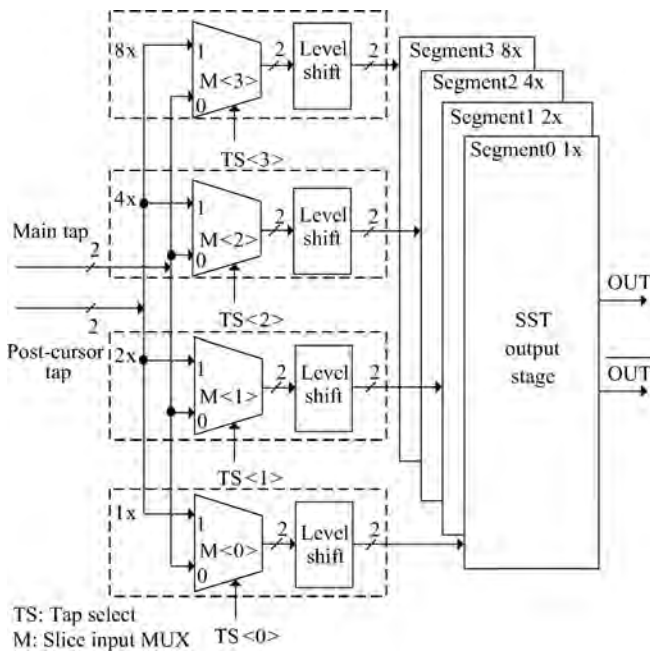 8x
1
M<3>
0
2
Level
shift
2
TS<3>
Segment3 8x
Segment2 4x
Segment1 2x
Segment0 1x
4x
1
M<2>
0
2
Level
shift
2
TS<2>
Main tap
2
2
Post-cursor
tap
2x
1
M<1>
0
2
Level
shift
2
TS<1>
1x
1
M<0>
0
2
Level
shift
2
TS<0>
SST
output
stage
OUT
OUT
TS: Tap select
M: Slice input MUX